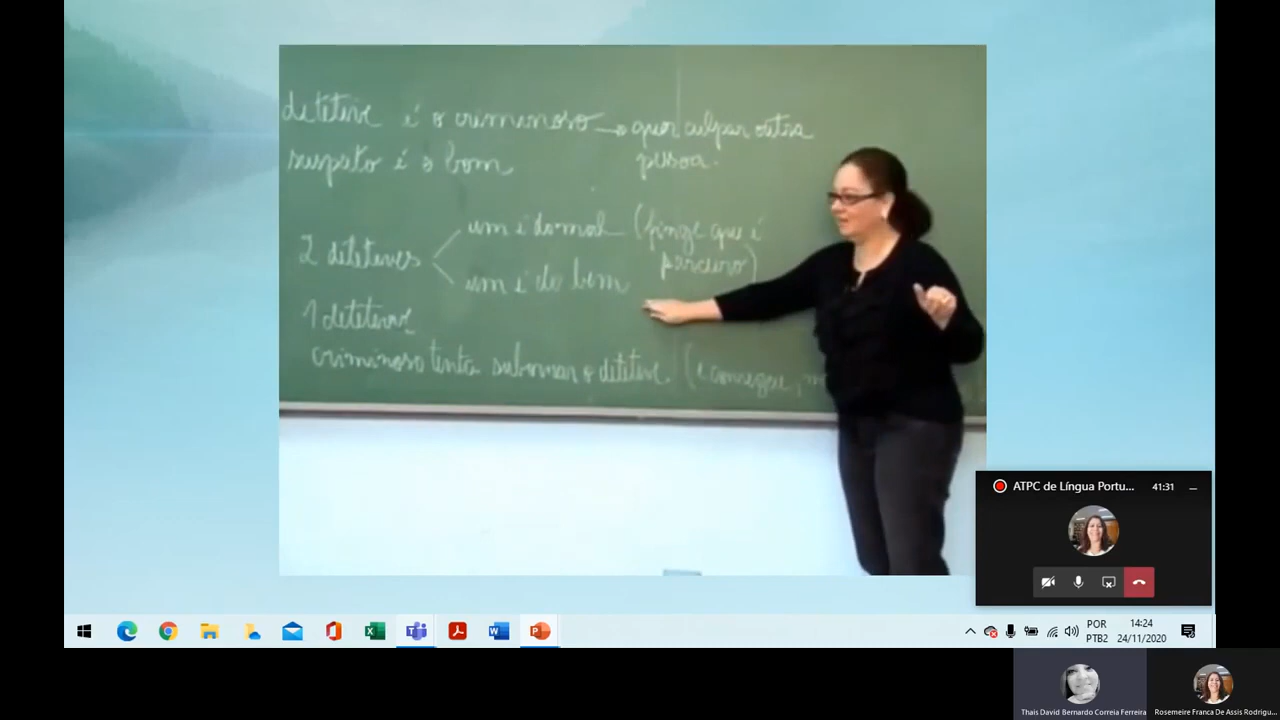 detetive é o criminoso → quer culpar outra
pessoa.
suspeto é o bom
2 detetives
um é do mal (finge que é
parceiro)
um é do bem
1 detetive
criminoso tenta subornar o detetive. (e consegue,
ATPC de Língua Portu...
41:31
POR
PTB2
14:24
24/11/2020
Thais David Bernardo Correia Ferreira
Rosemeire Franca De Assis Rodrigu...